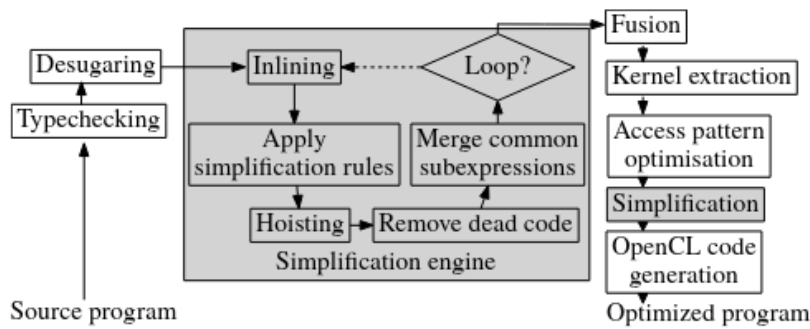 Source program
Typechecking
Desugaring
Inlining
Apply
simplification rules
Hoisting
Remove dead code
Merge common
subexpressions
Loop?
Simplification engine
Fusion
Kernel extraction
Access pattern
optimisation
Simplification
OpenCL code
generation
Optimized program